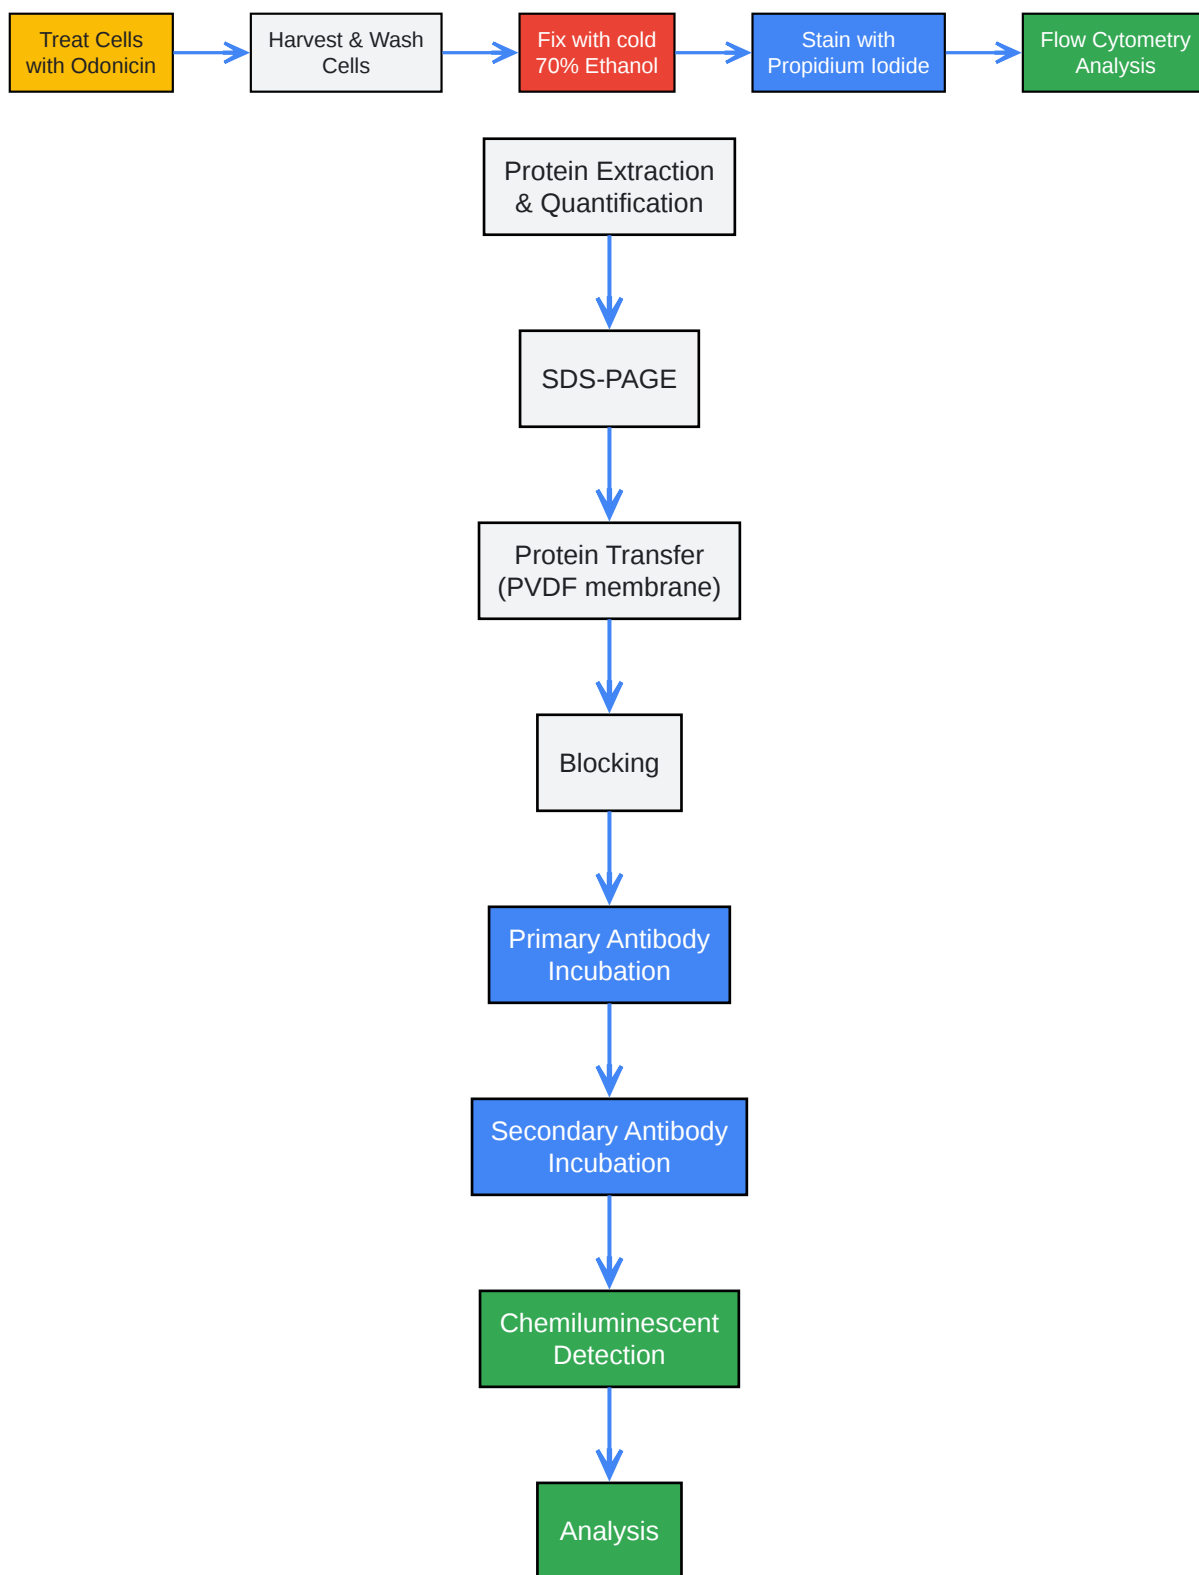 Treat Cells
with Odonicin
Harvest & Wash
Cells
Fix with cold
70% Ethanol
Stain with
Propidium Iodide
Flow Cytometry
Analysis
Protein Extraction
& Quantification
SDS-PAGE
Protein Transfer
(PVDF membrane)
Blocking
Primary Antibody
Incubation
Secondary Antibody
Incubation
Chemiluminescent
Detection
Analysis